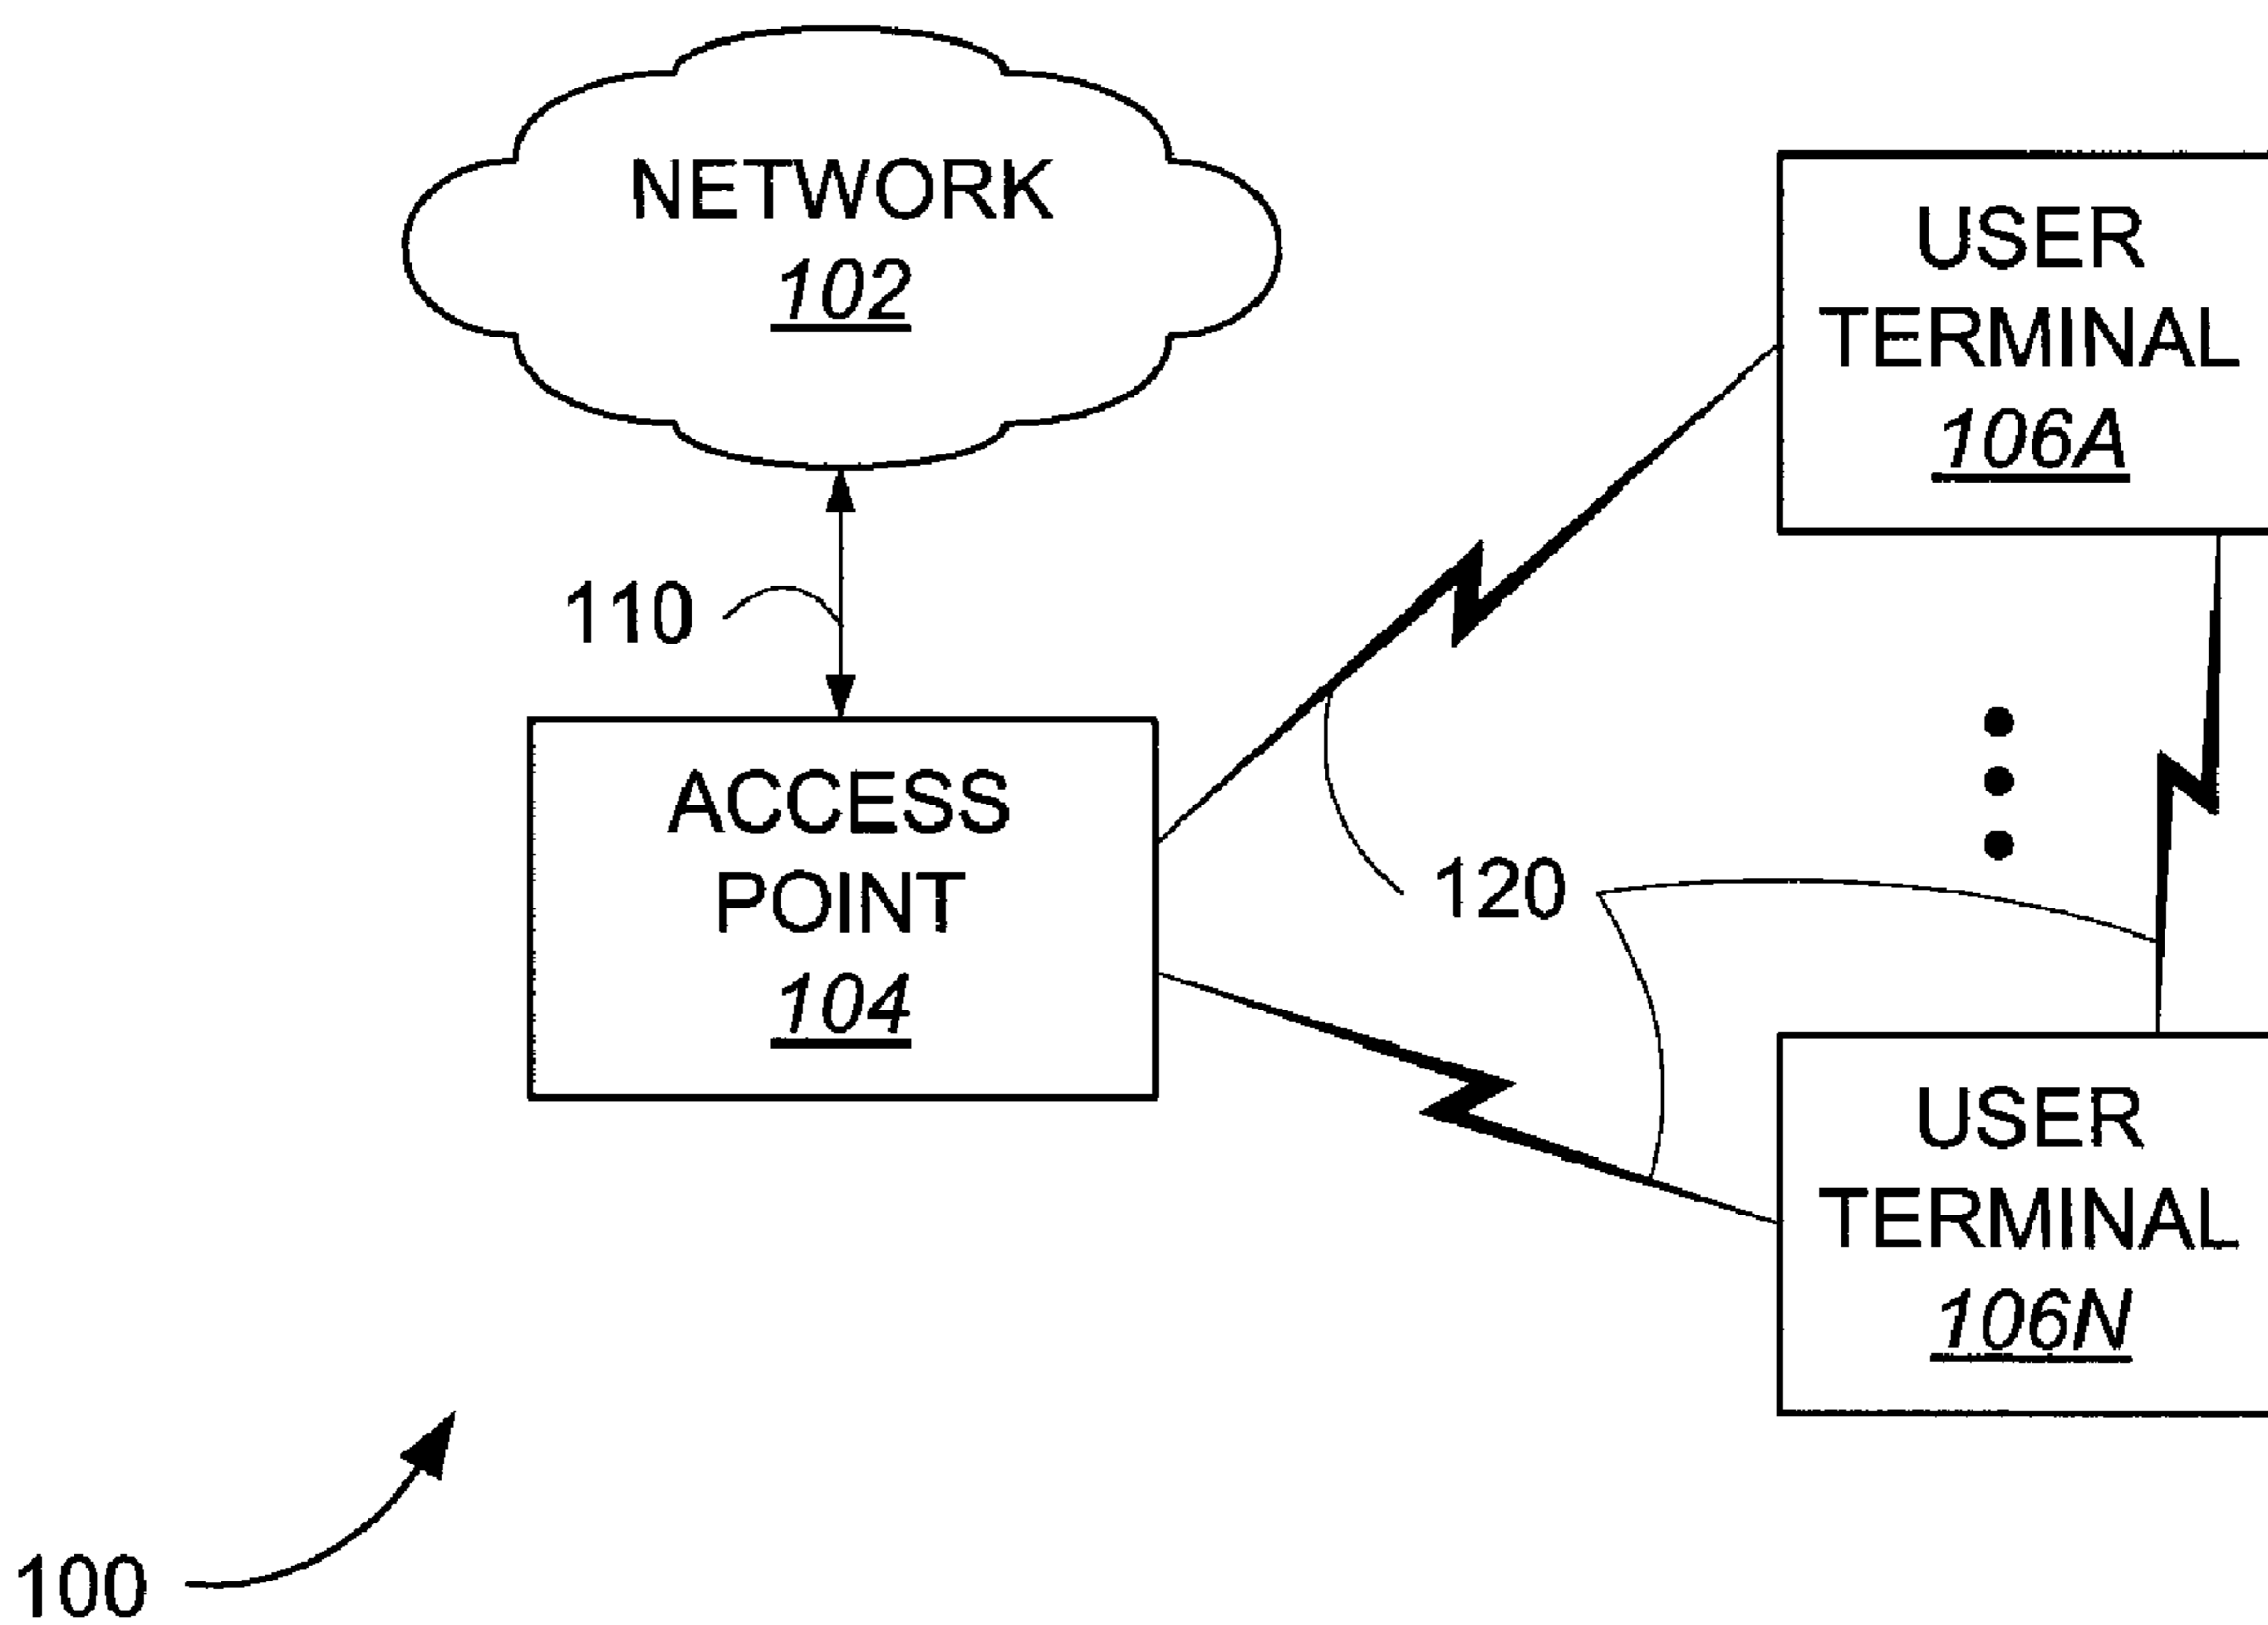 NETWORK
102
USER
TERMINAL
106A
110
ACCESS
POINT
104
120
USER
TERMINAL
106N
100